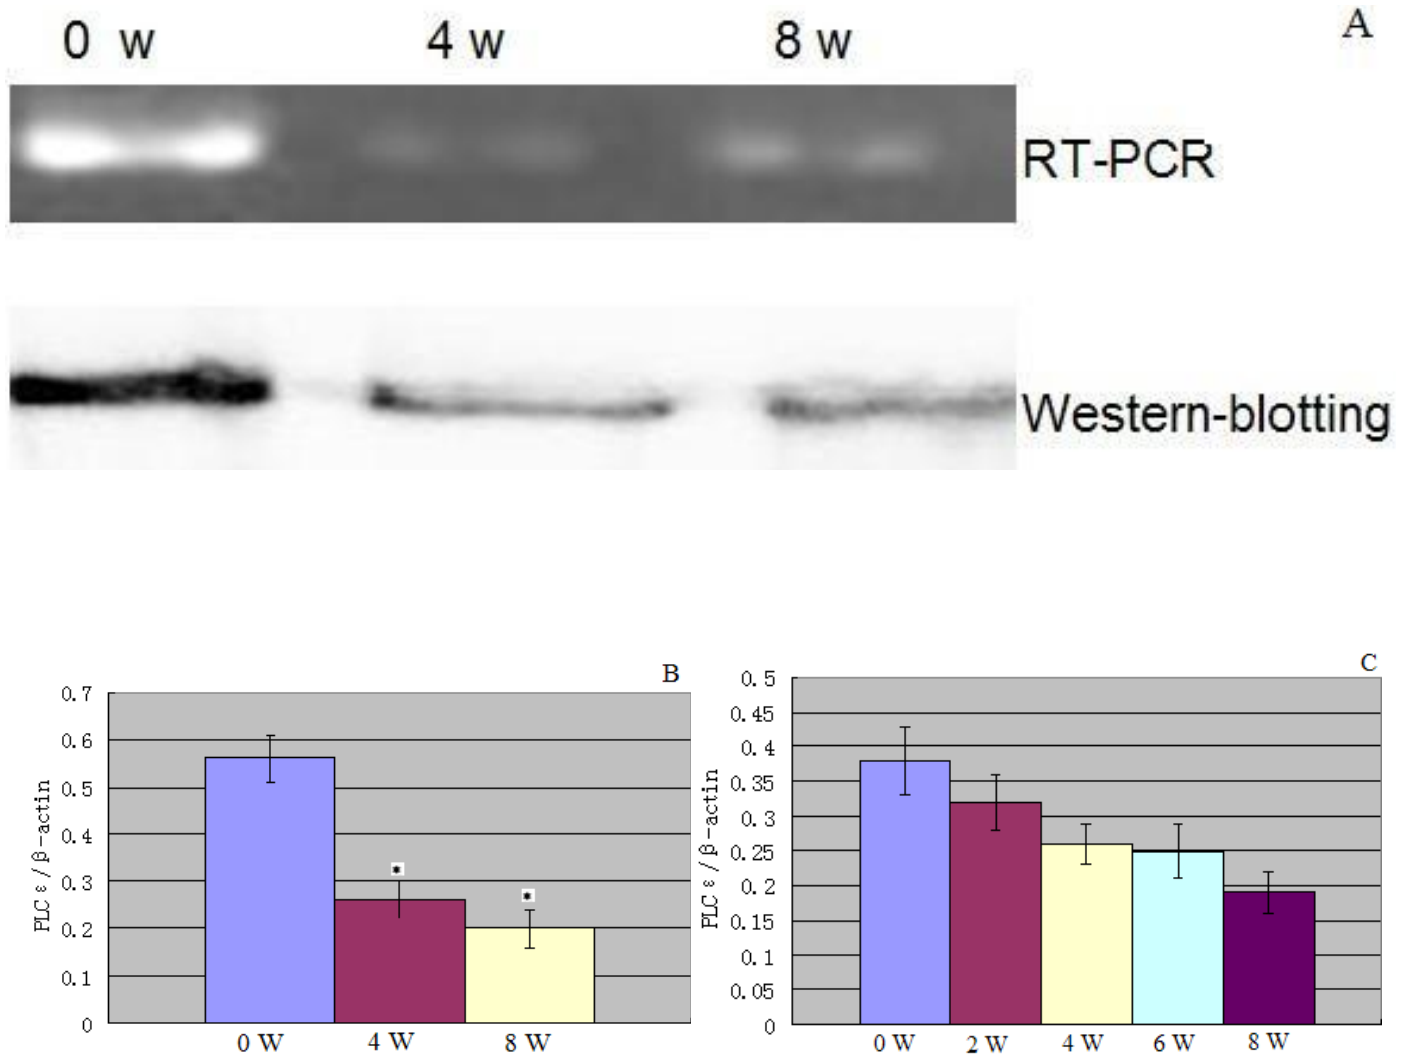 0 w 4 w 8 w A
RT-PCR
Western-blotting
B
0.7
0.6
0.5
0.4
0.3
0.2
0.1
0
PLC ε/β-actin
*
*
0 W 4 W 8 W
C
0.5
0.45
0.4
0.35
0.3
0.25
0.2
0.15
0.1
0.05
0
PLC ε/β-actin
0 W 2 W 4 W 6 W 8 W